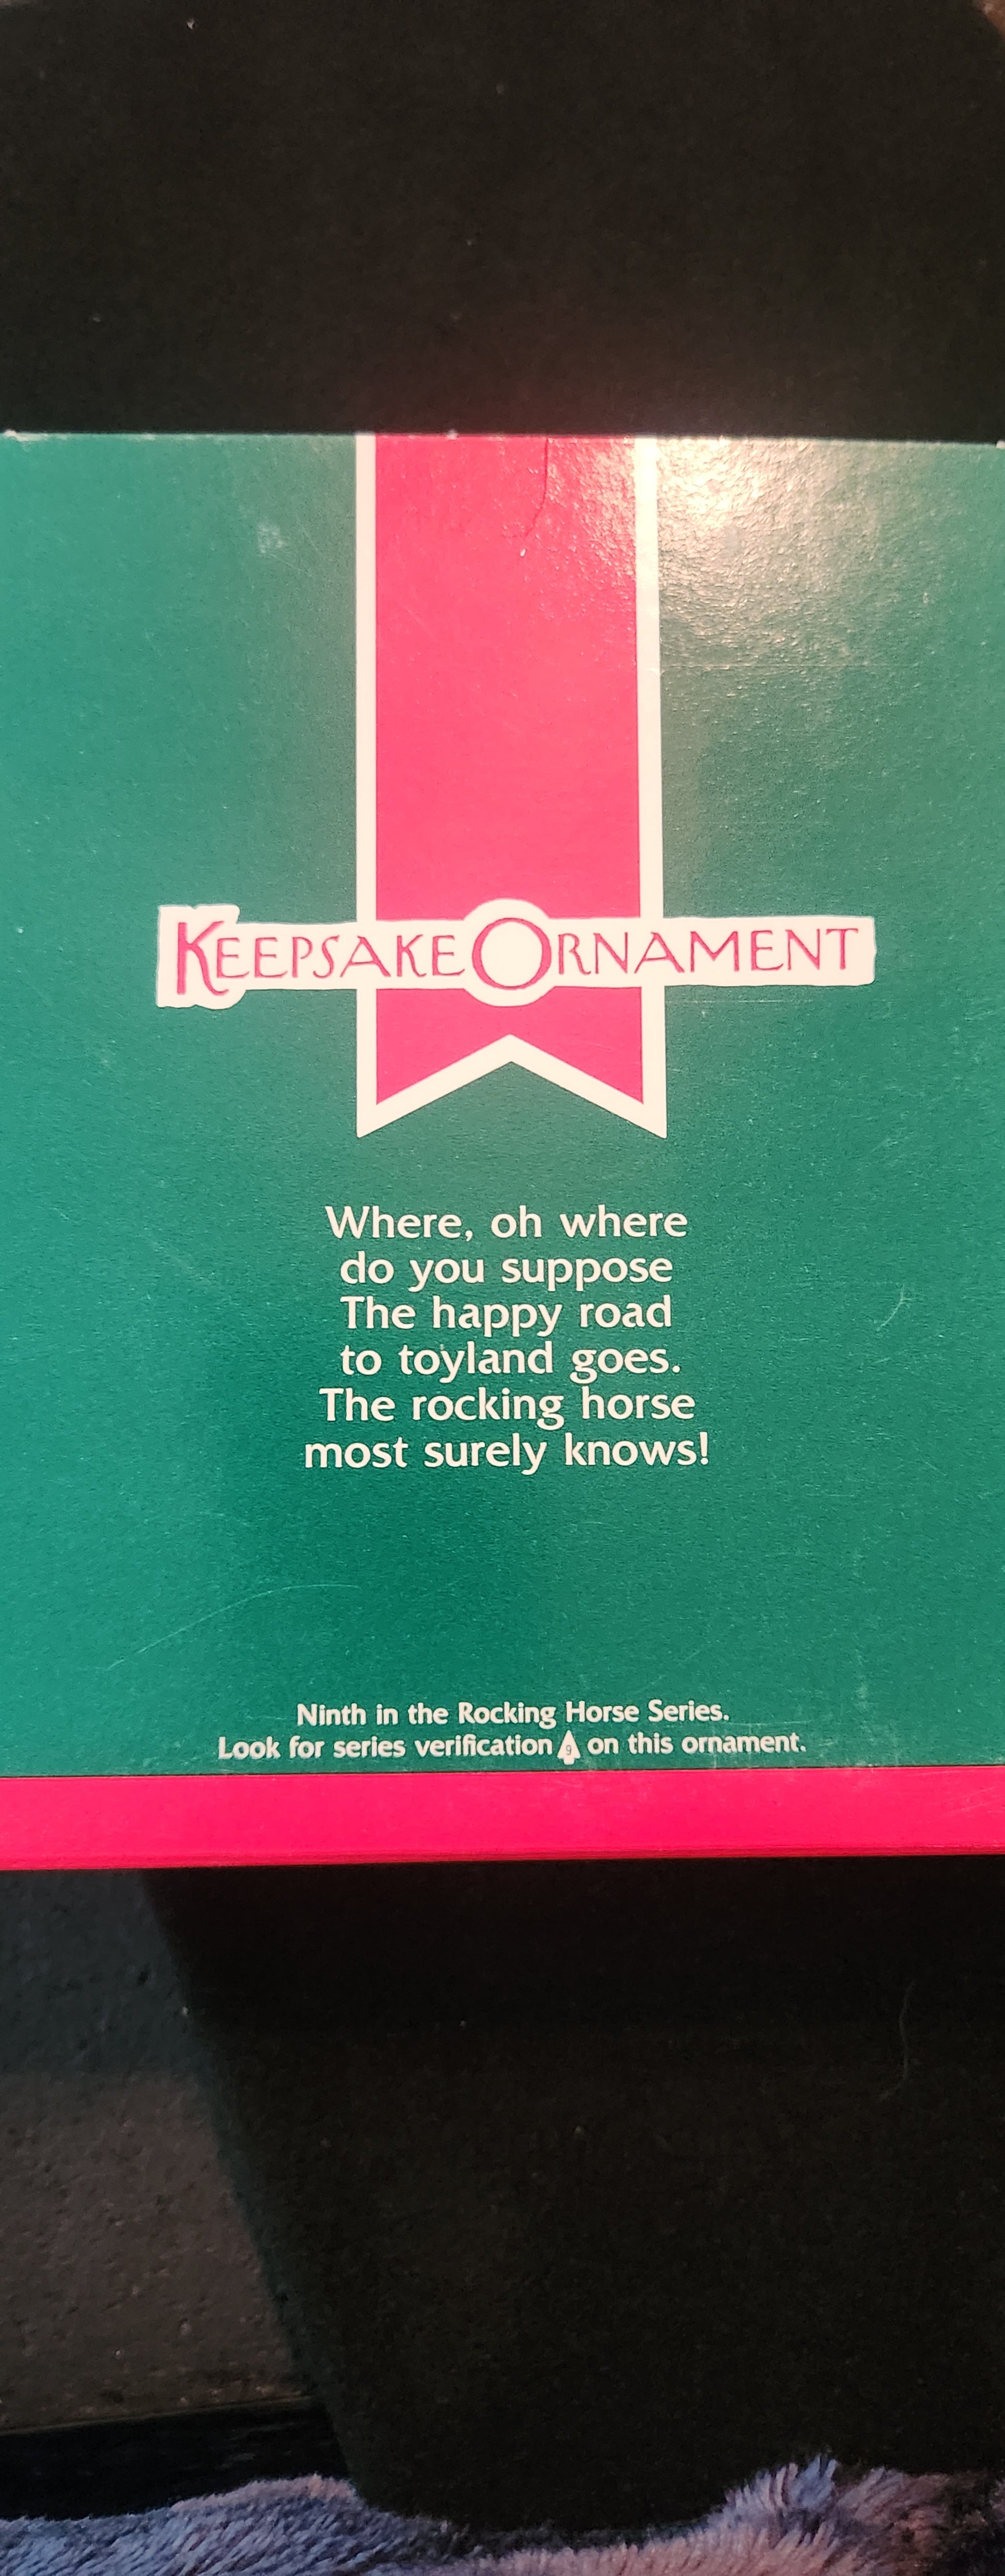 KEEPSAKE ORNAMENT
Where, oh where
do you suppose
The happy road
to toyland goes.
The rocking horse
most surely knows!
Ninth in the Rocking Horse Series.
Look for series verification 9 on this ornament.